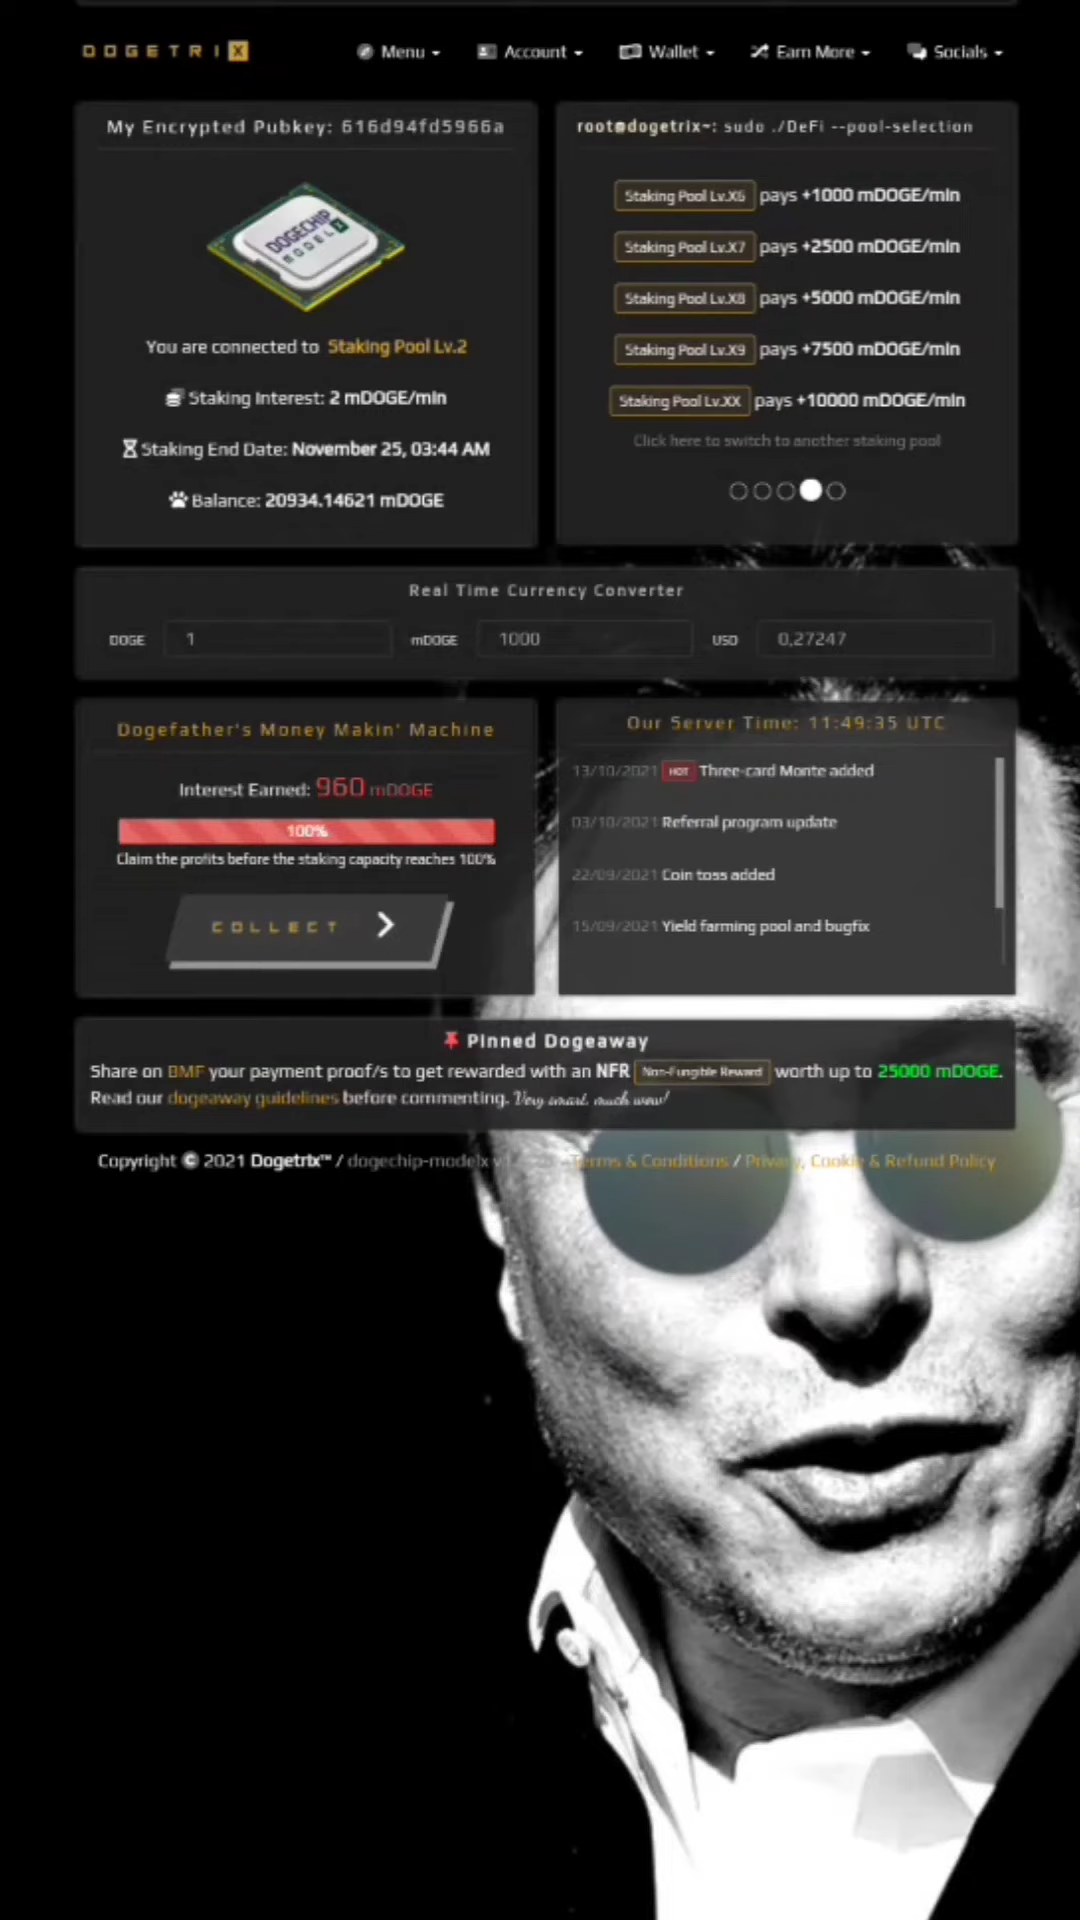 DOGETRIX
Menu Account Wallet Earn More Socials
My Encrypted Pubkey: 616d94fd5966a
DOGECHIP
MODEL X
You are connected to Staking Pool Lv.2
Staking Interest: 2 mDOGE/min
Staking End Date: November 25, 03:44 AM
Balance: 20934.14621 mDOGE
root@dogetrix~: sudo ./DeFi --pool-selection
Staking Pool Lv.X6 pays +1000 mDOGE/min
Staking Pool Lv.X7 pays +2500 mDOGE/min
Staking Pool Lv.X8 pays +5000 mDOGE/min
Staking Pool Lv.X9 pays +7500 mDOGE/min
Staking Pool Lv.XX pays +10000 mDOGE/min
Click here to switch to another staking pool
Real Time Currency Converter
DOGE 1 mDOGE 1000 USD 0,27247
Dogefather's Money Makin' Machine
Interest Earned: 960 mDOGE
100%
Claim the profits before the staking capacity reaches 100%
COLLECT
Our Server Time: 11:49:35 UTC
13/10/2021 HOT Three-card Monte added
03/10/2021 Referral program update
22/09/2021 Coin toss added
15/09/2021 Yield farming pool and bugfix
Pinned Dogeaway
Share on BMF your payment proof/s to get rewarded with an NFR Non-Fungible Reward worth up to 25000 mDOGE.
Read our dogeaway guidelines before commenting. Very smart, much wow!
Copyright © 2021 Dogetrix™ / dogechip-modelx Terms & Conditions / Privacy, Cookie & Refund Policy